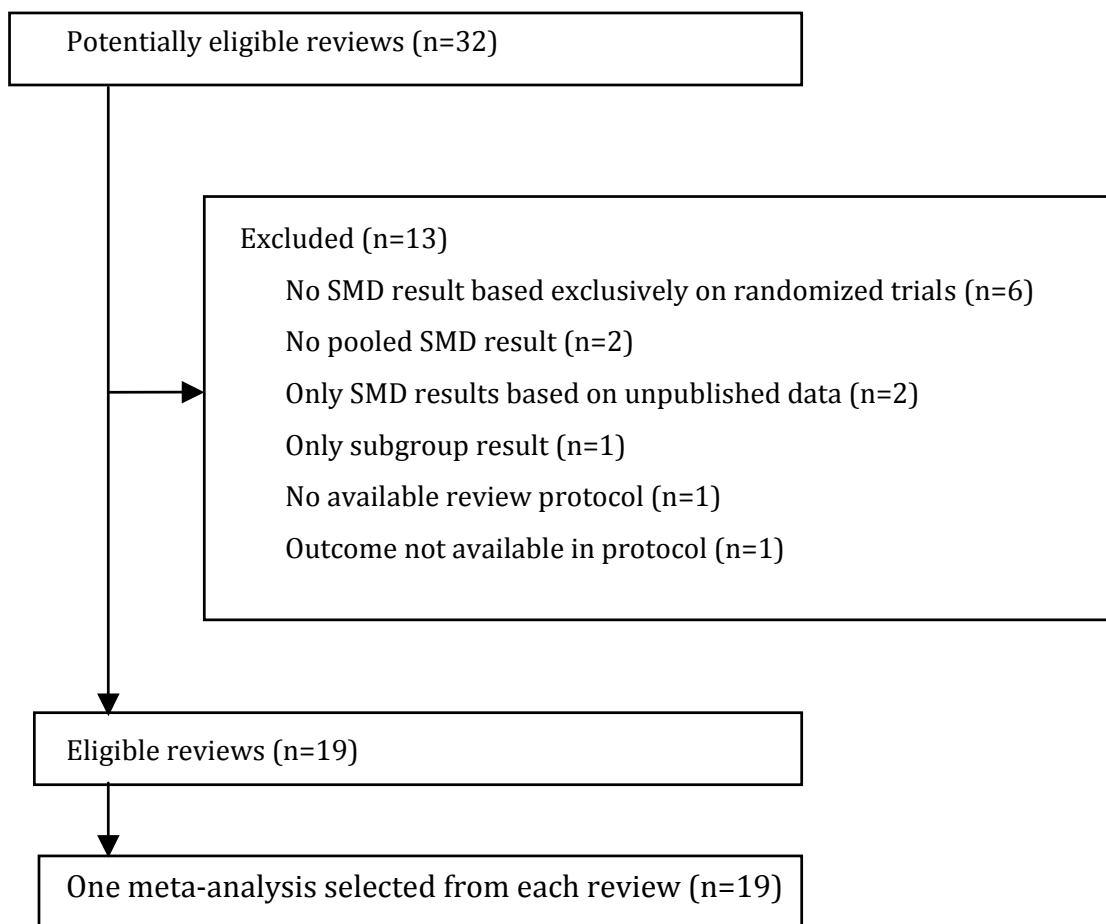 Potentially eligible reviews (n=32)
Excluded (n=13)
No SMD result based exclusively on randomized trials (n=6)
No pooled SMD result (n=2)
Only SMD results based on unpublished data (n=2)
Only subgroup result (n=1)
No available review protocol (n=1)
Outcome not available in protocol (n=1)
Eligible reviews (n=19)
One meta-analysis selected from each review (n=19)